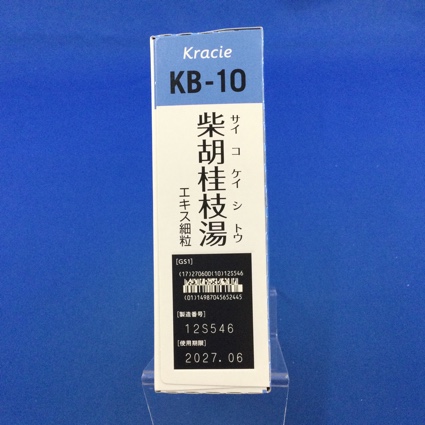 Kracie
KB-10
柴胡桂枝湯
サイコケイシトウ
エキス細粒
[GS1]
(17)270600(10)12S546
(01)14987045652445
[製造番号]
12S546
[使用期限]
2027.06